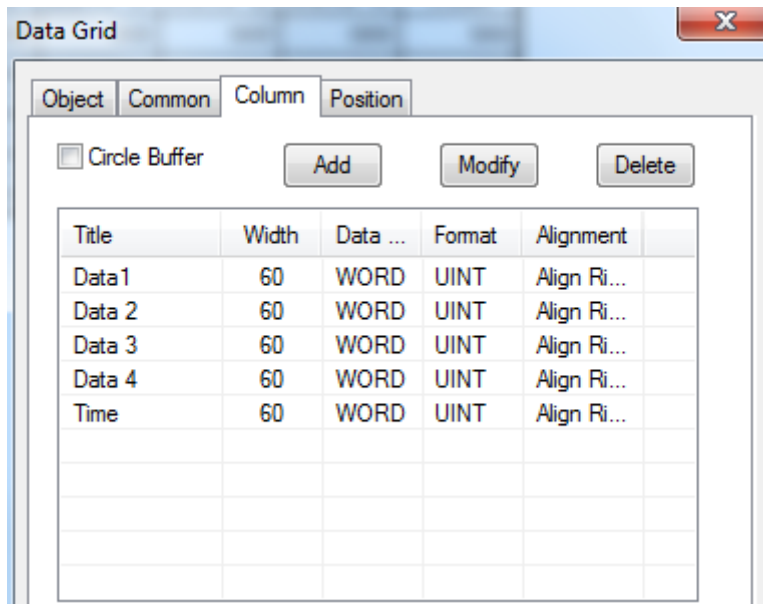 Data Grid
Object Common Column Position
Circle Buffer Add Modify Delete
Title Width Data ... Format Alignment
Data1 60 WORD UINT Align Ri...
Data 2 60 WORD UINT Align Ri...
Data 3 60 WORD UINT Align Ri...
Data 4 60 WORD UINT Align Ri...
Time 60 WORD UINT Align Ri...